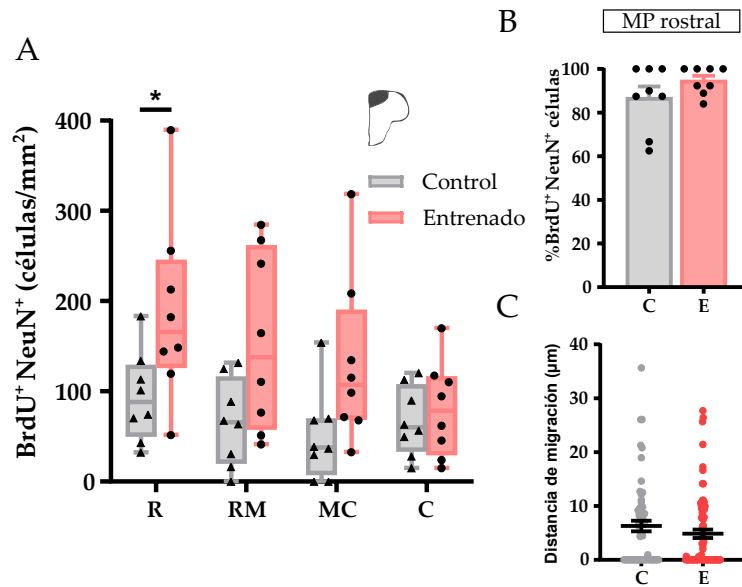 A
*
BrdU⁺ NeuN⁺ (células/mm²)
400
300
200
100
0
R RM MC C
Control
Entrenado
B
MP rostral
%BrdU⁺ NeuN⁺ células
100
80
60
40
20
0
C E
C
Distancia de migración (μm)
40
30
20
10
0
C E